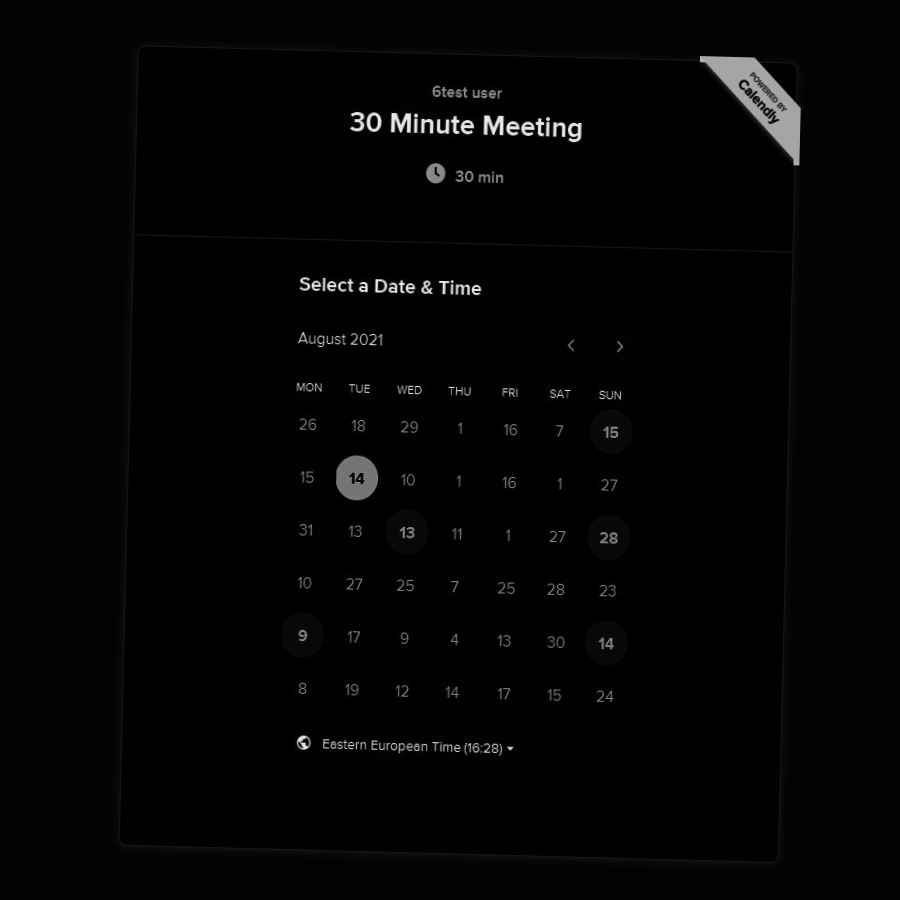 6test user
30 Minute Meeting
30 min
POWERED BY
Calendly
Select a Date & Time
August 2021
MON TUE WED THU FRI SAT SUN
26 18 29 1 16 7 15
15 14 10 1 16 1 27
31 13 13 11 1 27 28
10 27 25 7 25 28 23
9 17 9 4 13 30 14
8 19 12 14 17 15 24
Eastern European Time (16:28)